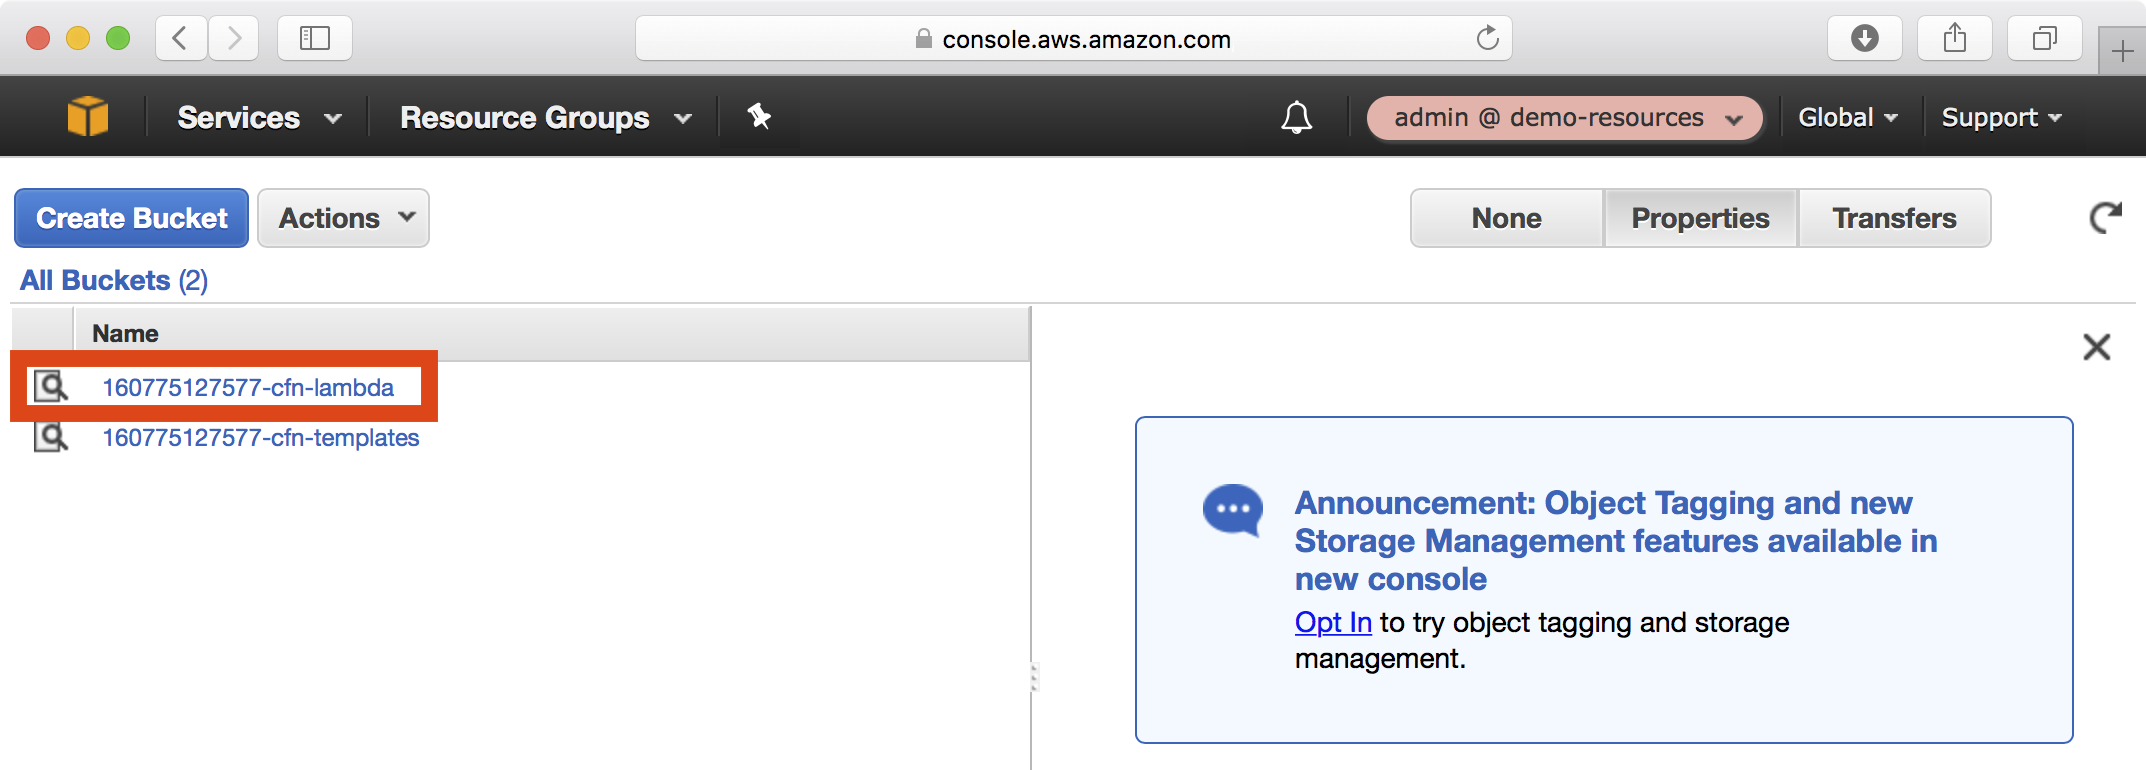 console.aws.amazon.com
Services
Resource Groups
admin @ demo-resources
Global
Support
Create Bucket
Actions
None
Properties
Transfers
All Buckets (2)
Name
160775127577-cfn-lambda
160775127577-cfn-templates
Announcement: Object Tagging and new
Storage Management features available in
new console
Opt In to try object tagging and storage
management.